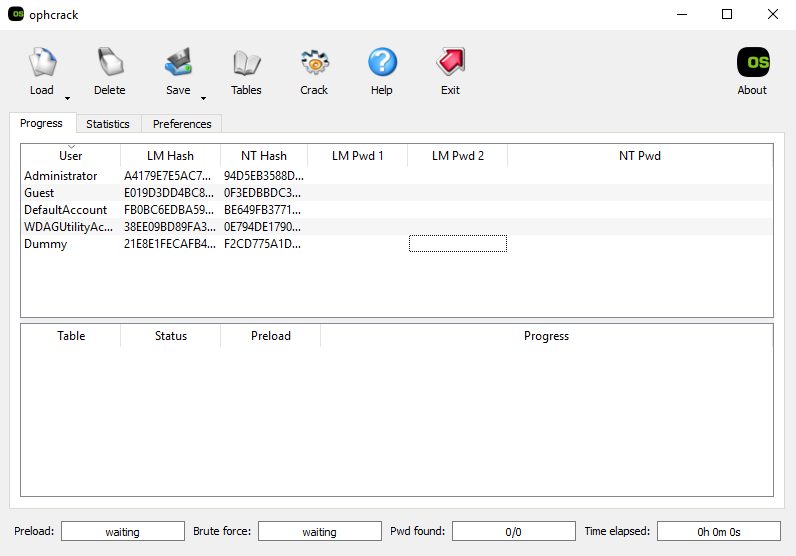 OS ophcrack
Load Delete Save Tables Crack Help Exit OS About
Progress Statistics Preferences
User LM Hash NT Hash LM Pwd 1 LM Pwd 2 NT Pwd
Administrator A4179E7E5AC7... 94D5EB3588D...
Guest E019D3DD4BC8... 0F3EDBBDC3...
DefaultAccount FB0BC6EDBA59... BE649FB3771...
WDAGUtilityAc... 38EE09BD89FA3... 0E794DE1790...
Dummy 21E8E1FECAFB4... F2CD775A1D...
Table Status Preload Progress
Preload: waiting Brute force: waiting Pwd found: 0/0 Time elapsed: 0h 0m 0s